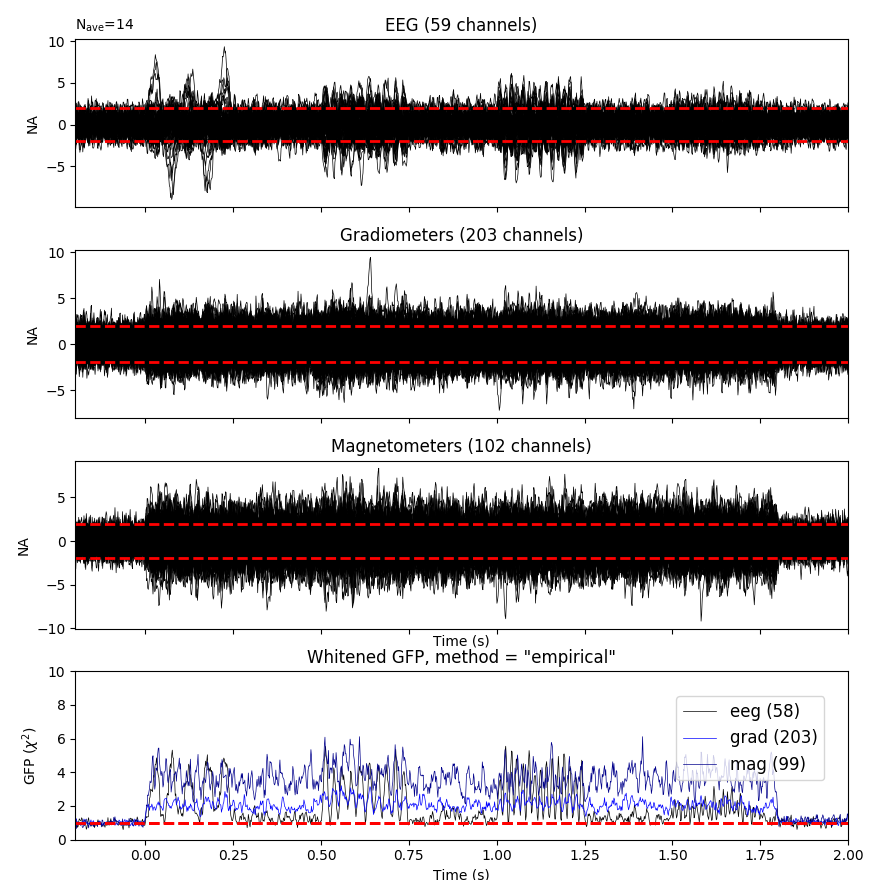 N_ave=14
EEG (59 channels)
10
5
0
−5
NA
Gradiometers (203 channels)
10
5
0
−5
NA
Magnetometers (102 channels)
5
0
−5
−10
NA
Time (s)
Whitened GFP, method = "empirical"
10
8
6
4
2
0
GFP (χ²)
eeg (58)
grad (203)
mag (99)
0.00 0.25 0.50 0.75 1.00 1.25 1.50 1.75 2.00
Time (s)